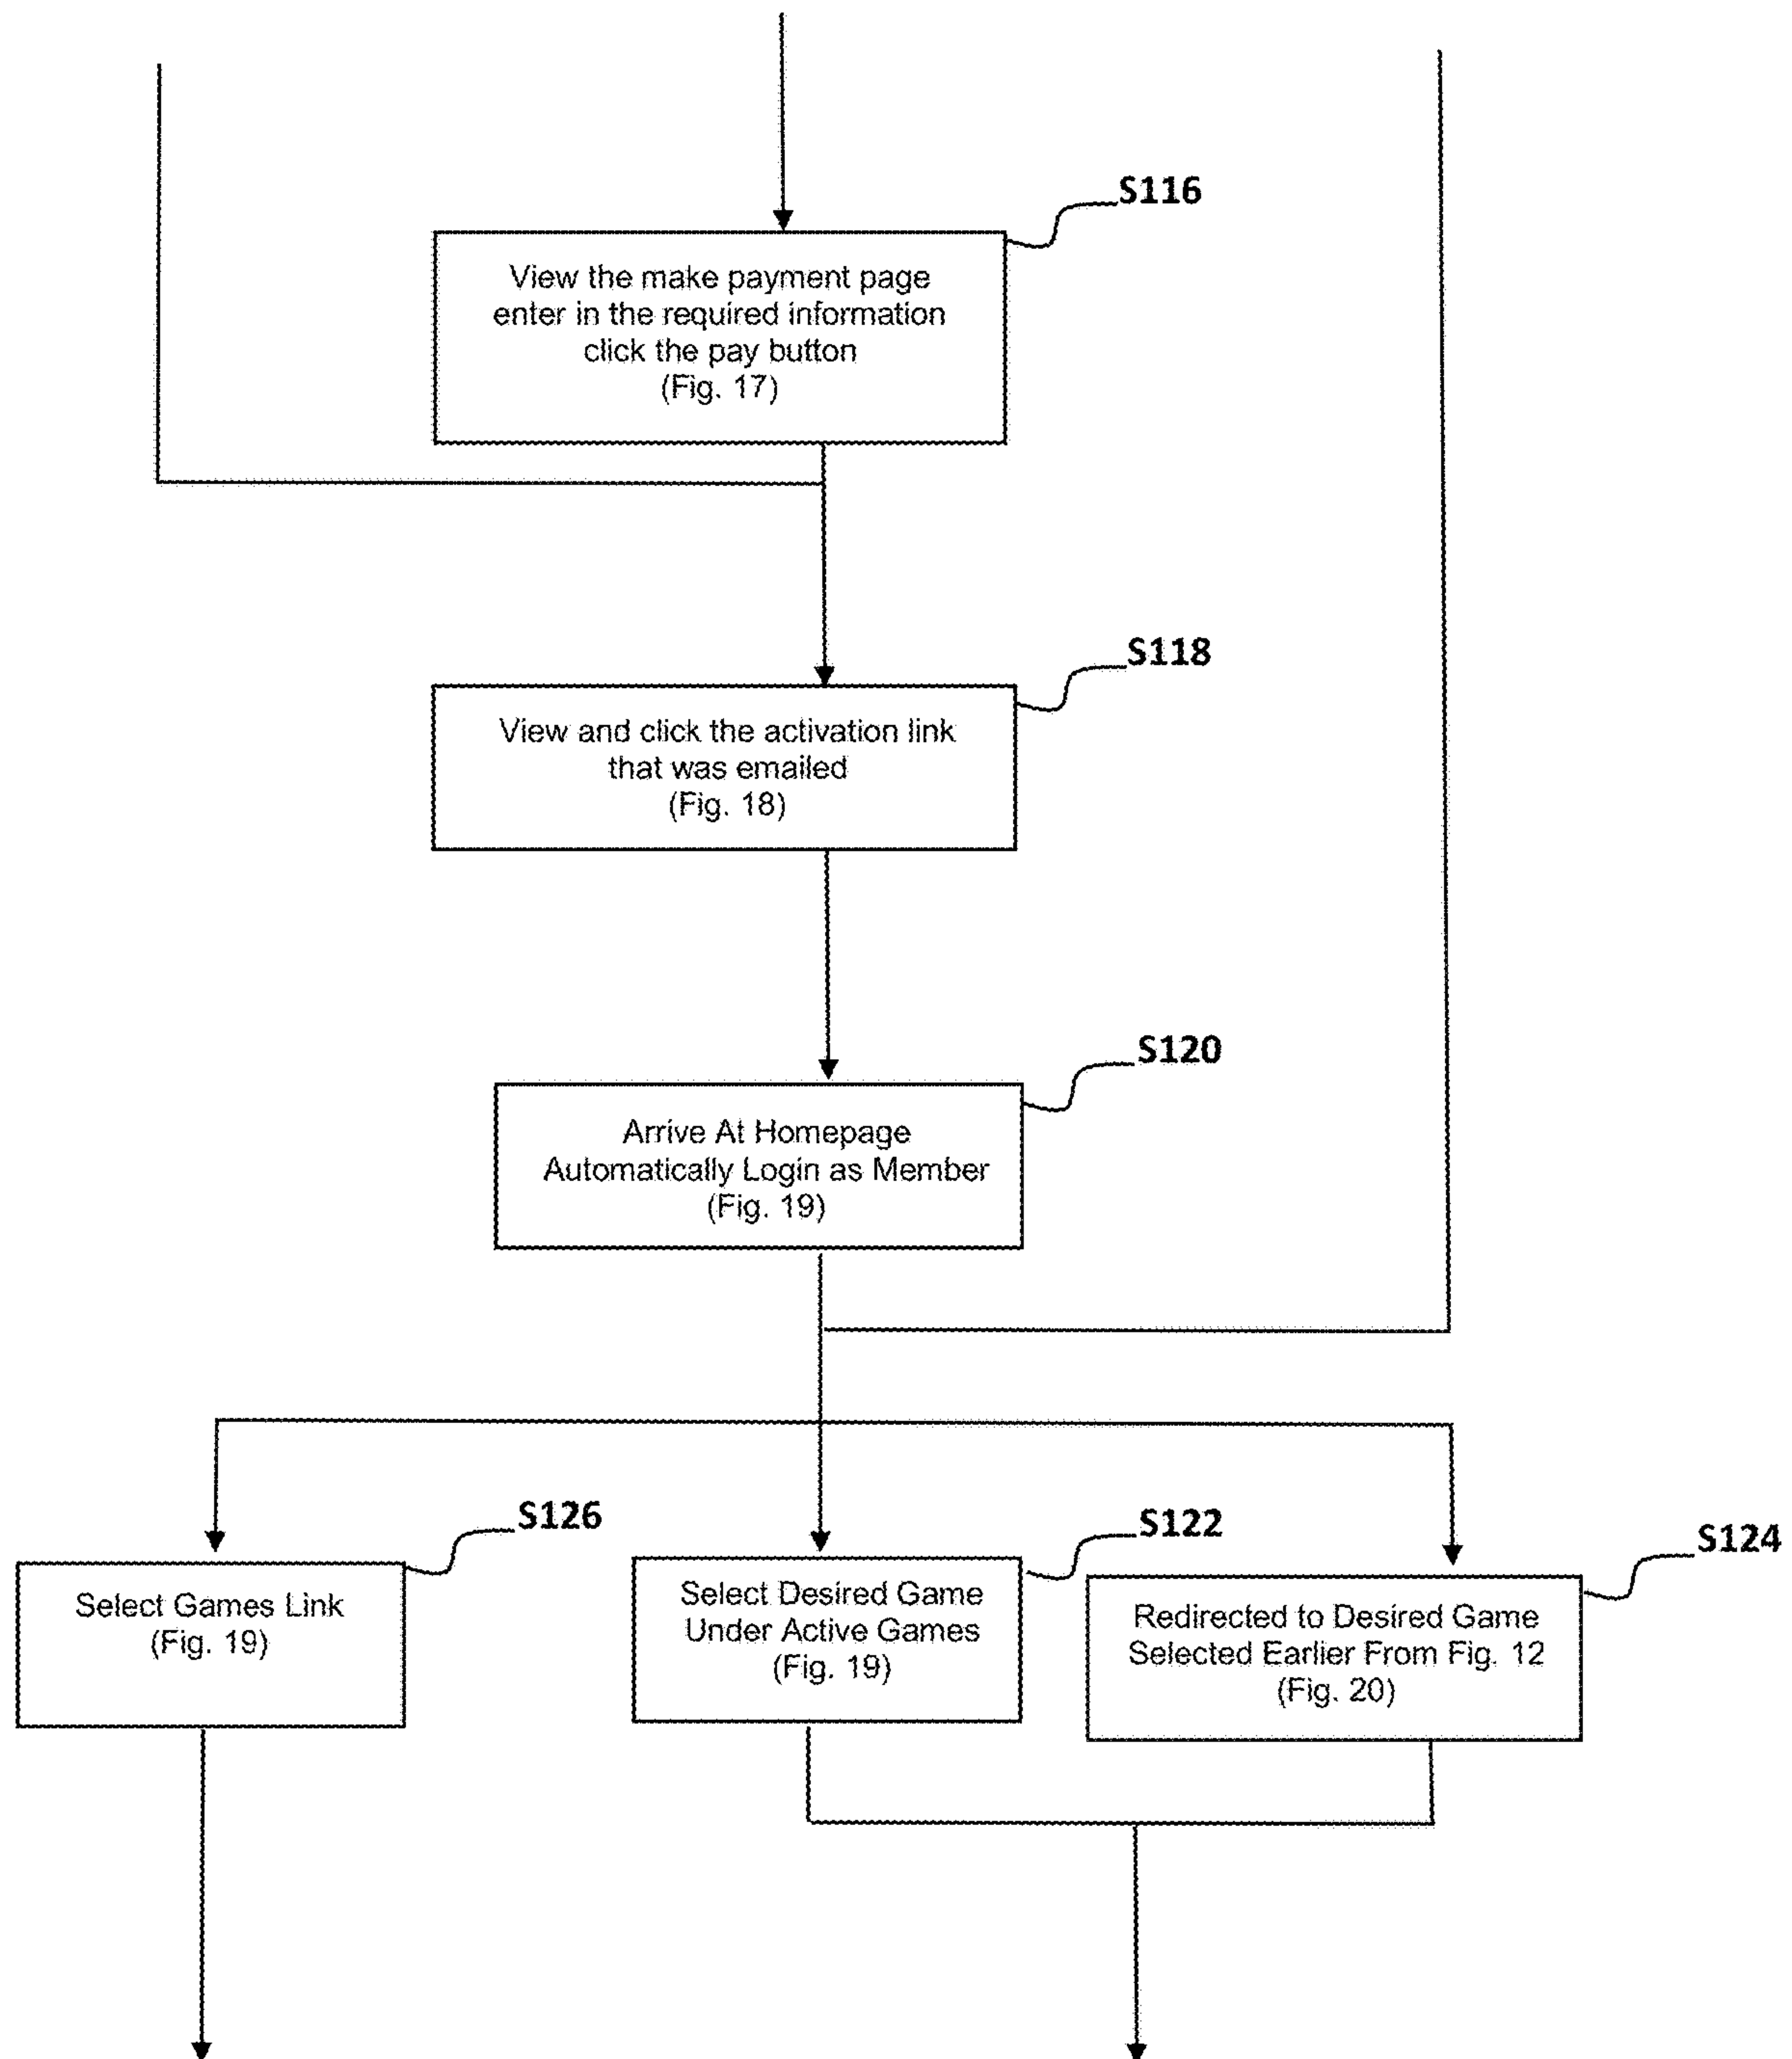 S116
View the make payment page
enter in the required information
click the pay button
(Fig. 17)
S118
View and click the activation link
that was emailed
(Fig. 18)
S120
Arrive At Homepage
Automatically Login as Member
(Fig. 19)
S126
Select Games Link
(Fig. 19)
S122
Select Desired Game
Under Active Games
(Fig. 19)
S124
Redirected to Desired Game
Selected Earlier From Fig. 12
(Fig. 20)